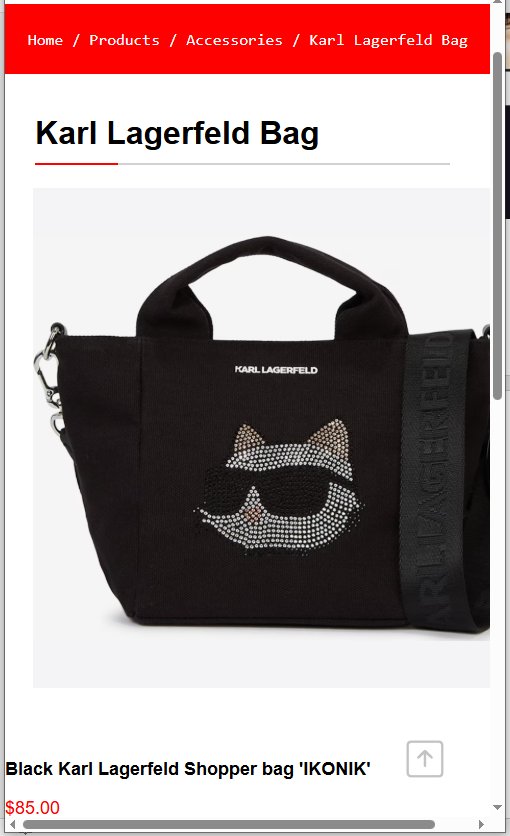 Home / Products / Accessories / Karl Lagerfeld Bag
Karl Lagerfeld Bag
KARL LAGERFELD
KARL LAGERFELD
Black Karl Lagerfeld Shopper bag 'IKONIK'
$85.00